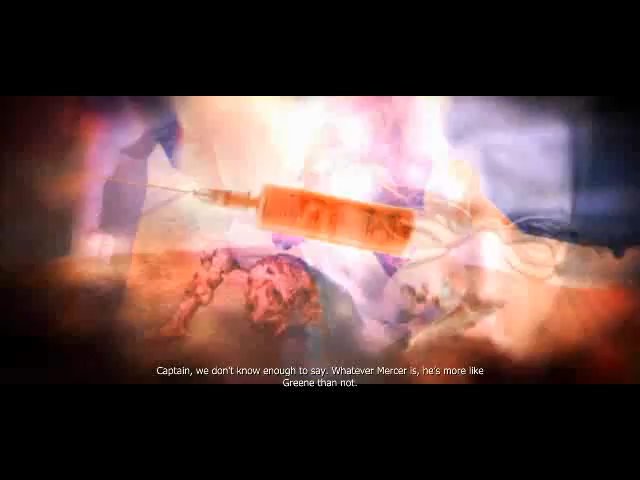 Captain, we don't know enough to say. Whatever Mercer is, he's more like
Greene than not.